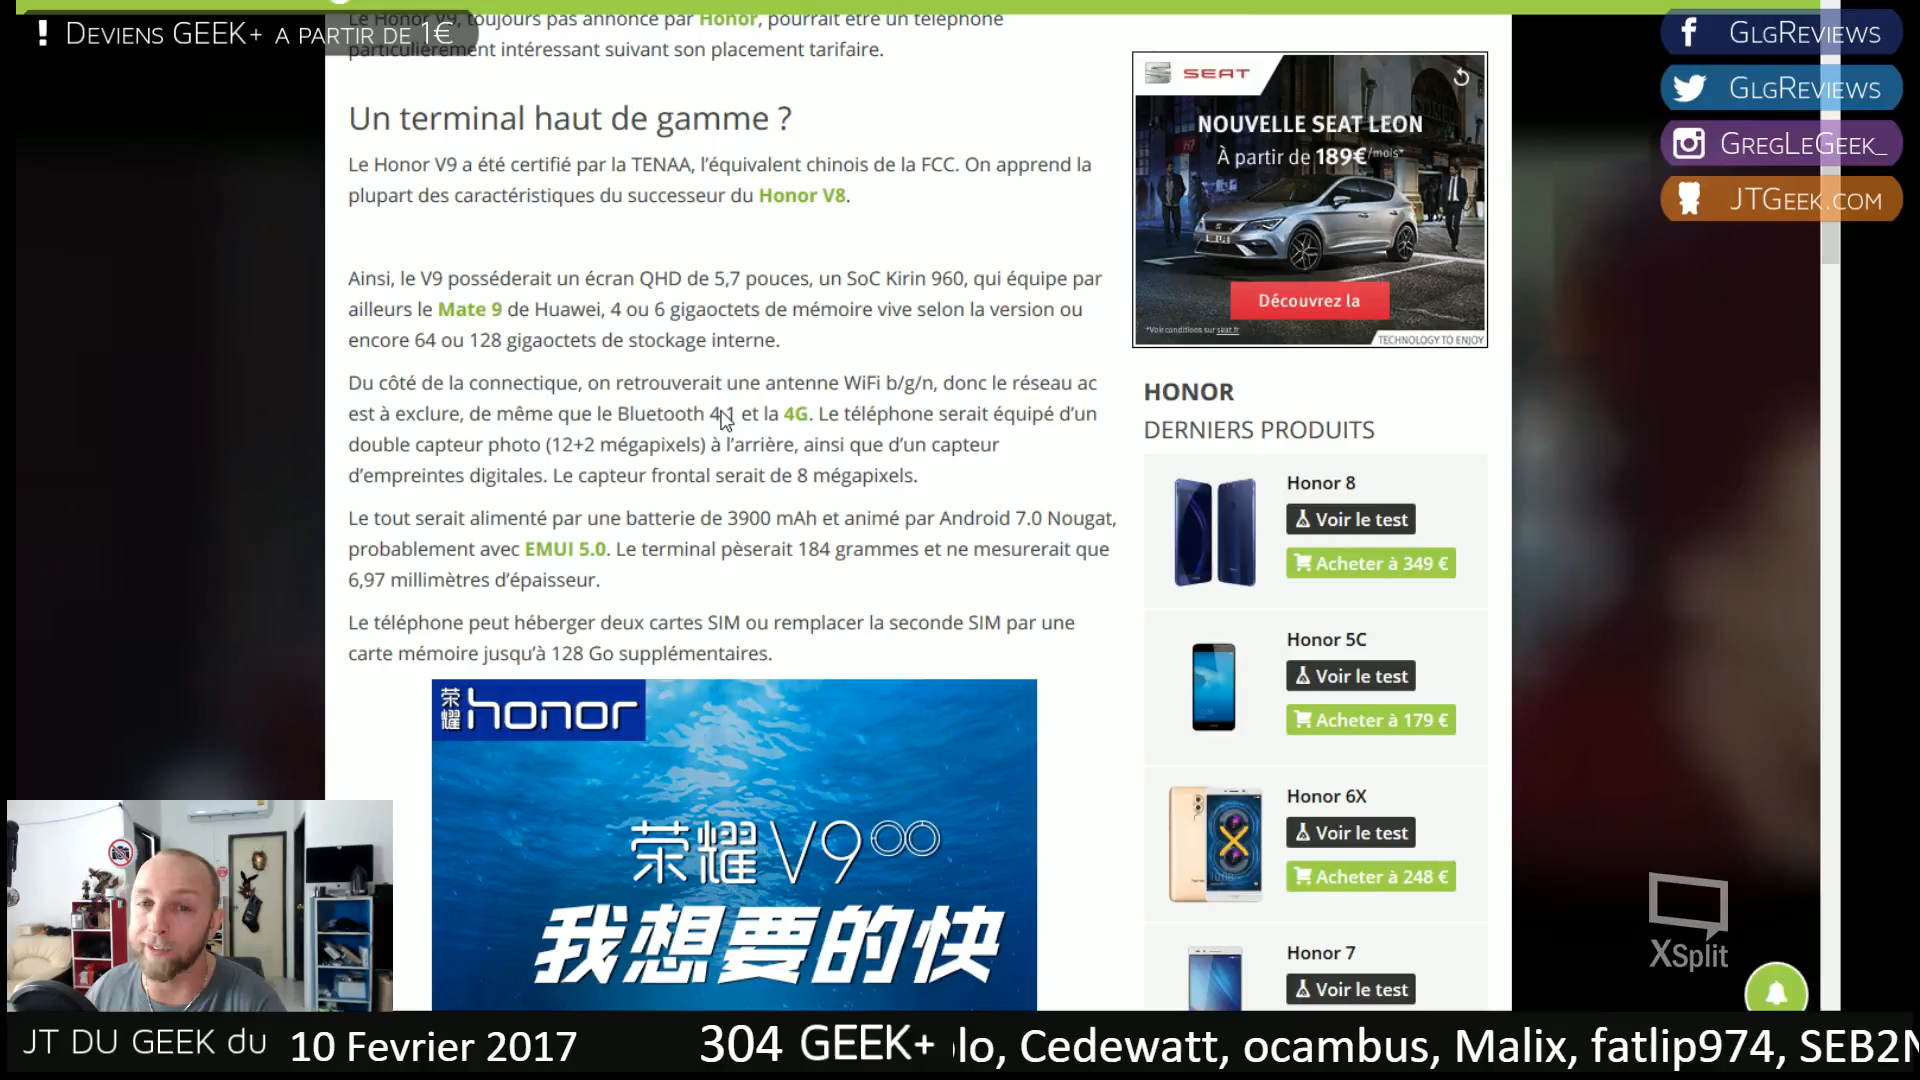 Le Honor V9, toujours pas annoncé par Honor, pourrait être un téléphone
particulièrement intéressant suivant son placement tarifaire.
! DEVIENS GEEK+ A PARTIR DE 1€
GLGREVIEWS
GLGREVIEWS
GREGLEGEEK_
JTGEEK.COM
Un terminal haut de gamme ?
Le Honor V9 a été certifié par la TENAA, l'équivalent chinois de la FCC. On apprend la
plupart des caractéristiques du successeur du Honor V8.
Ainsi, le V9 posséderait un écran QHD de 5,7 pouces, un SoC Kirin 960, qui équipe par
ailleurs le Mate 9 de Huawei, 4 ou 6 gigaoctets de mémoire vive selon la version ou
encore 64 ou 128 gigaoctets de stockage interne.
Du côté de la connectique, on retrouverait une antenne WiFi b/g/n, donc le réseau ac
est à exclure, de même que le Bluetooth 4.1 et la 4G. Le téléphone serait équipé d'un
double capteur photo (12+2 mégapixels) à l'arrière, ainsi que d'un capteur
d'empreintes digitales. Le capteur frontal serait de 8 mégapixels.
Le tout serait alimenté par une batterie de 3900 mAh et animé par Android 7.0 Nougat,
probablement avec EMUI 5.0. Le terminal pèserait 184 grammes et ne mesurerait que
6,97 millimètres d'épaisseur.
Le téléphone peut héberger deux cartes SIM ou remplacer la seconde SIM par une
carte mémoire jusqu'à 128 Go supplémentaires.
荣耀 honor
荣耀 V9
我想要的快
SEAT
NOUVELLE SEAT LEON
À partir de 189€/mois*
Découvrez la
*Voir conditions sur seat.fr
TECHNOLOGY TO ENJOY
HONOR
DERNIERS PRODUITS
Honor 8
Voir le test
Acheter à 349 €
Honor 5C
Voir le test
Acheter à 179 €
Honor 6X
Voir le test
Acheter à 248 €
Honor 7
Voir le test
XSplit
JT DU GEEK du 10 Fevrier 2017
304 GEEK+ lo, Cedewatt, ocambus, Malix, fatlip974, SEB2N